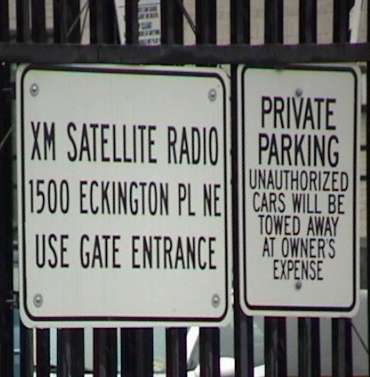 XM SATELLITE RADIO
1500 ECKINGTON PL NE
USE GATE ENTRANCE
PRIVATE
PARKING
UNAUTHORIZED
CARS WILL BE
TOWED AWAY
AT OWNER'S
EXPENSE